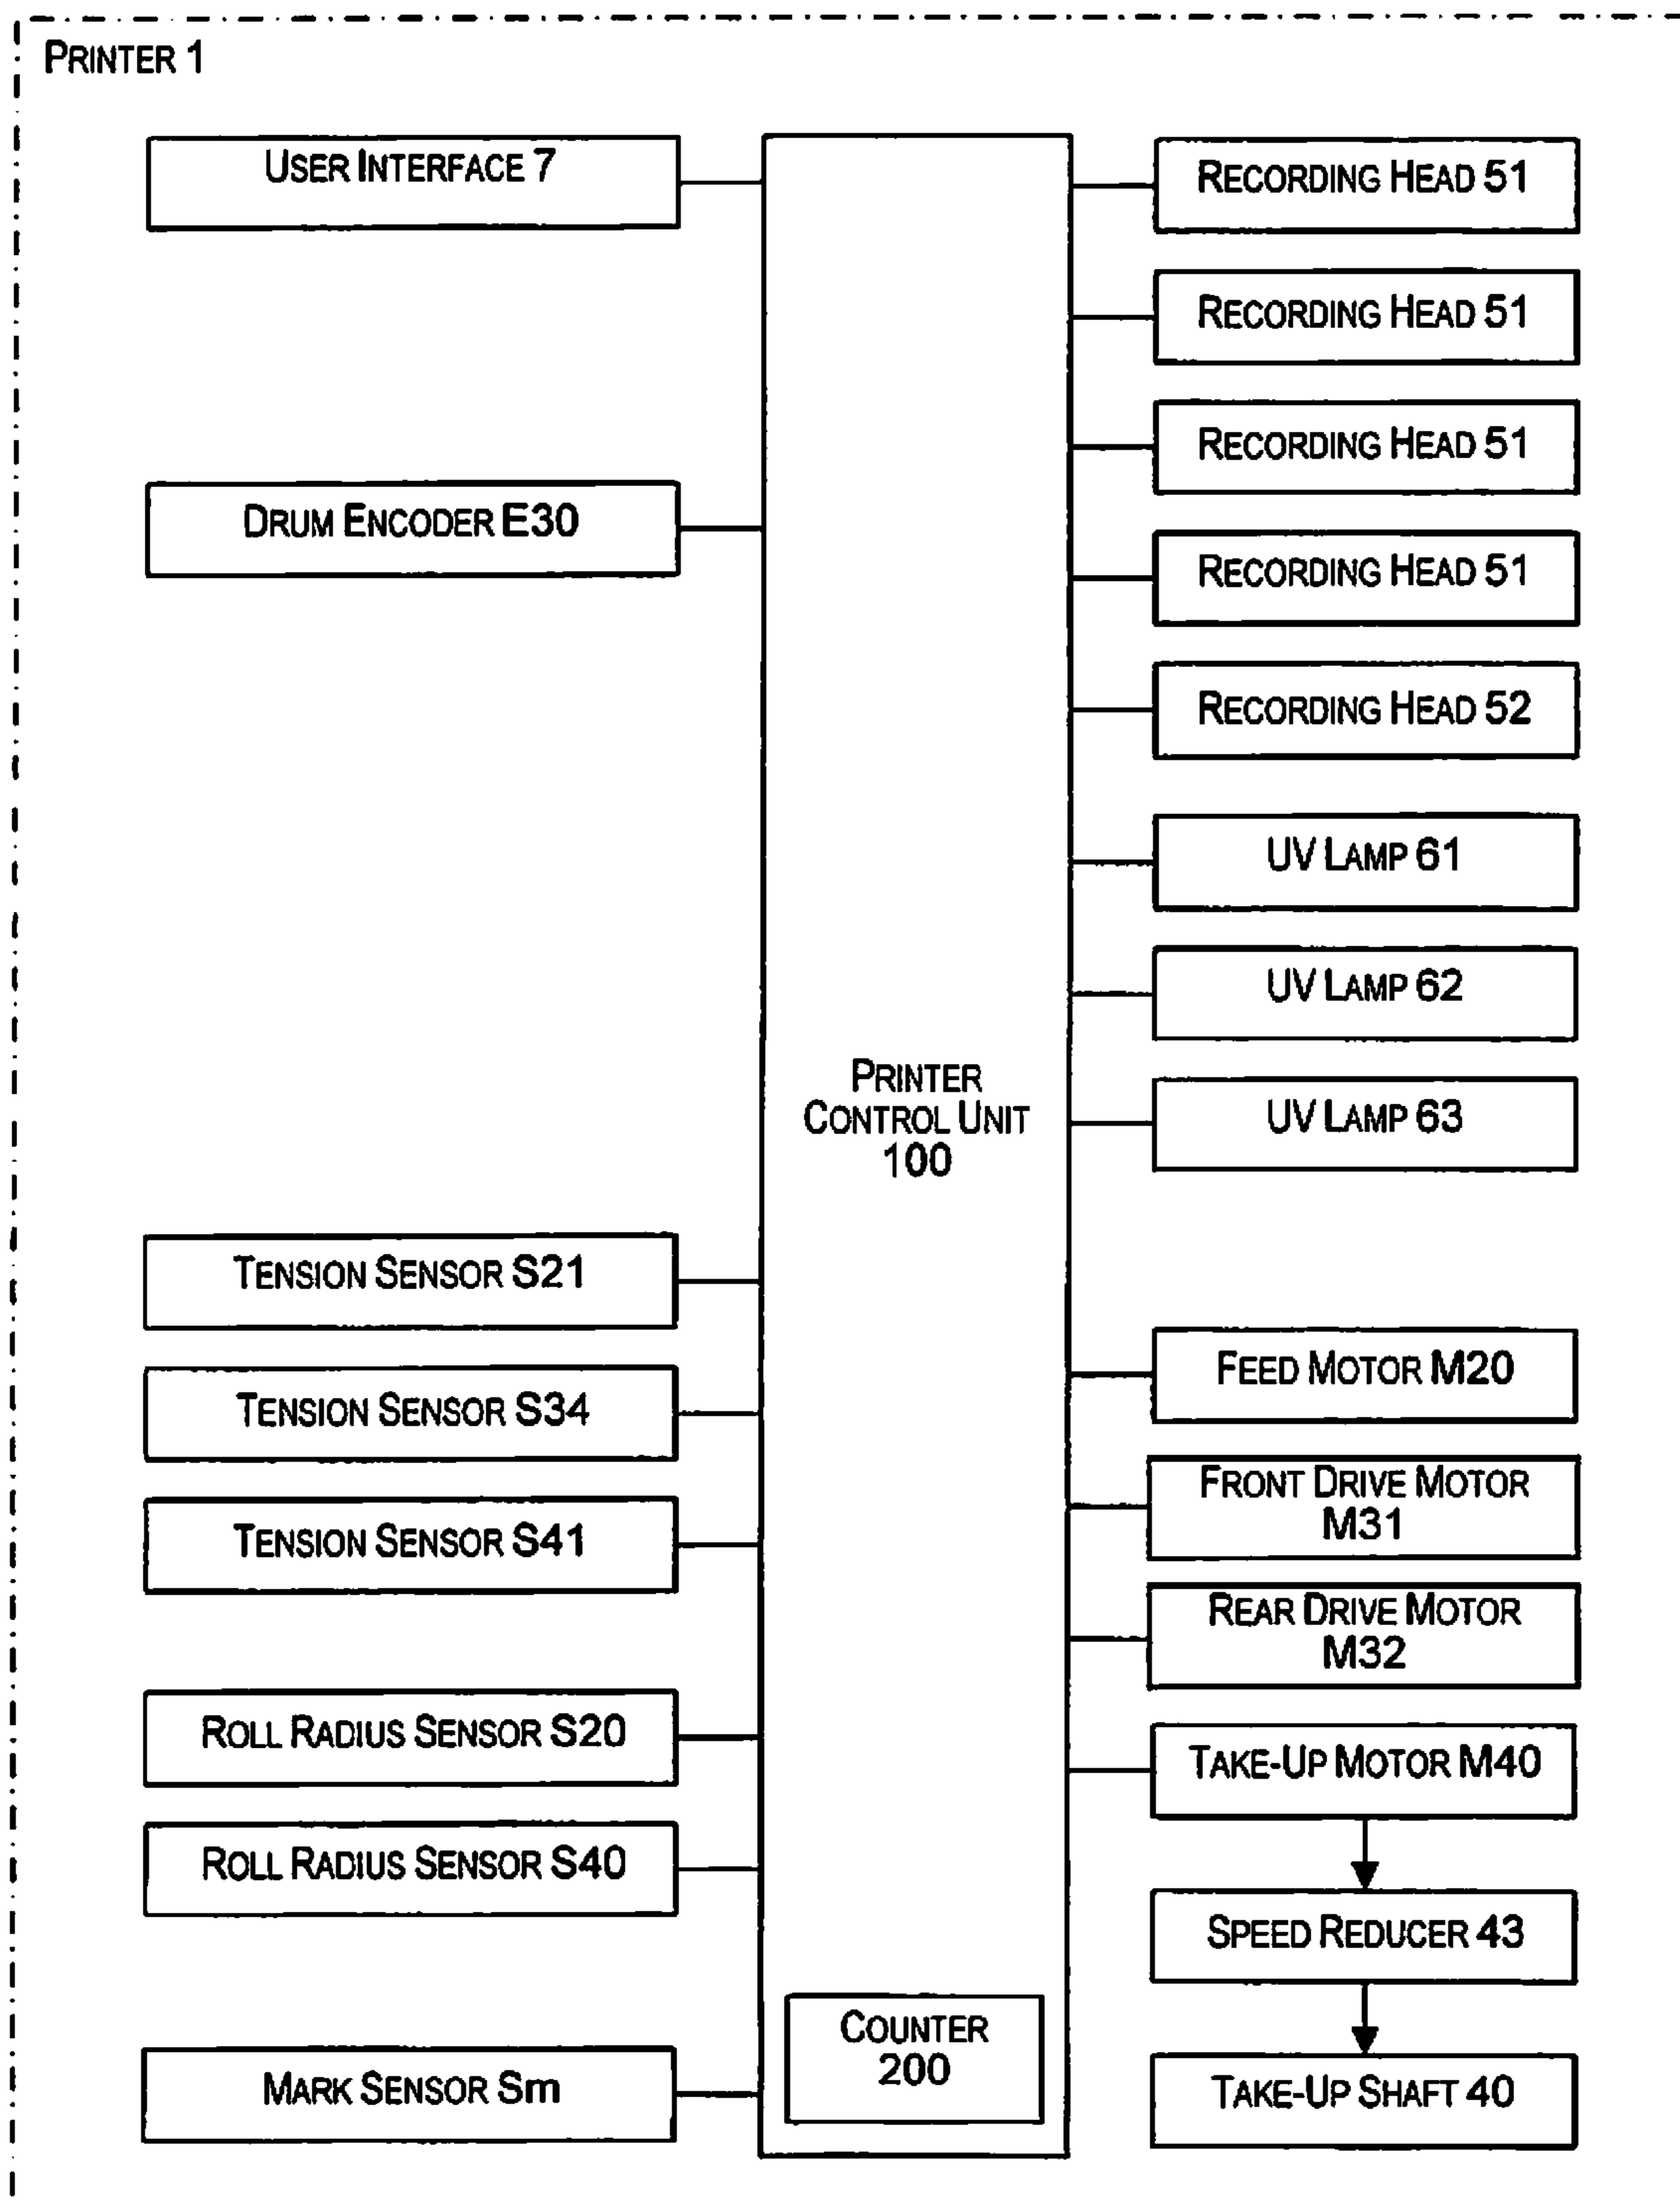 PRINTER 1
USER INTERFACE 7
DRUM ENCODER E30
TENSION SENSOR S21
TENSION SENSOR S34
TENSION SENSOR S41
ROLL RADIUS SENSOR S20
ROLL RADIUS SENSOR S40
MARK SENSOR Sm
PRINTER
CONTROL UNIT
100
COUNTER
200
RECORDING HEAD 51
RECORDING HEAD 51
RECORDING HEAD 51
RECORDING HEAD 51
RECORDING HEAD 52
UV LAMP 61
UV LAMP 62
UV LAMP 63
FEED MOTOR M20
FRONT DRIVE MOTOR
M31
REAR DRIVE MOTOR
M32
TAKE-UP MOTOR M40
SPEED REDUCER 43
TAKE-UP SHAFT 40